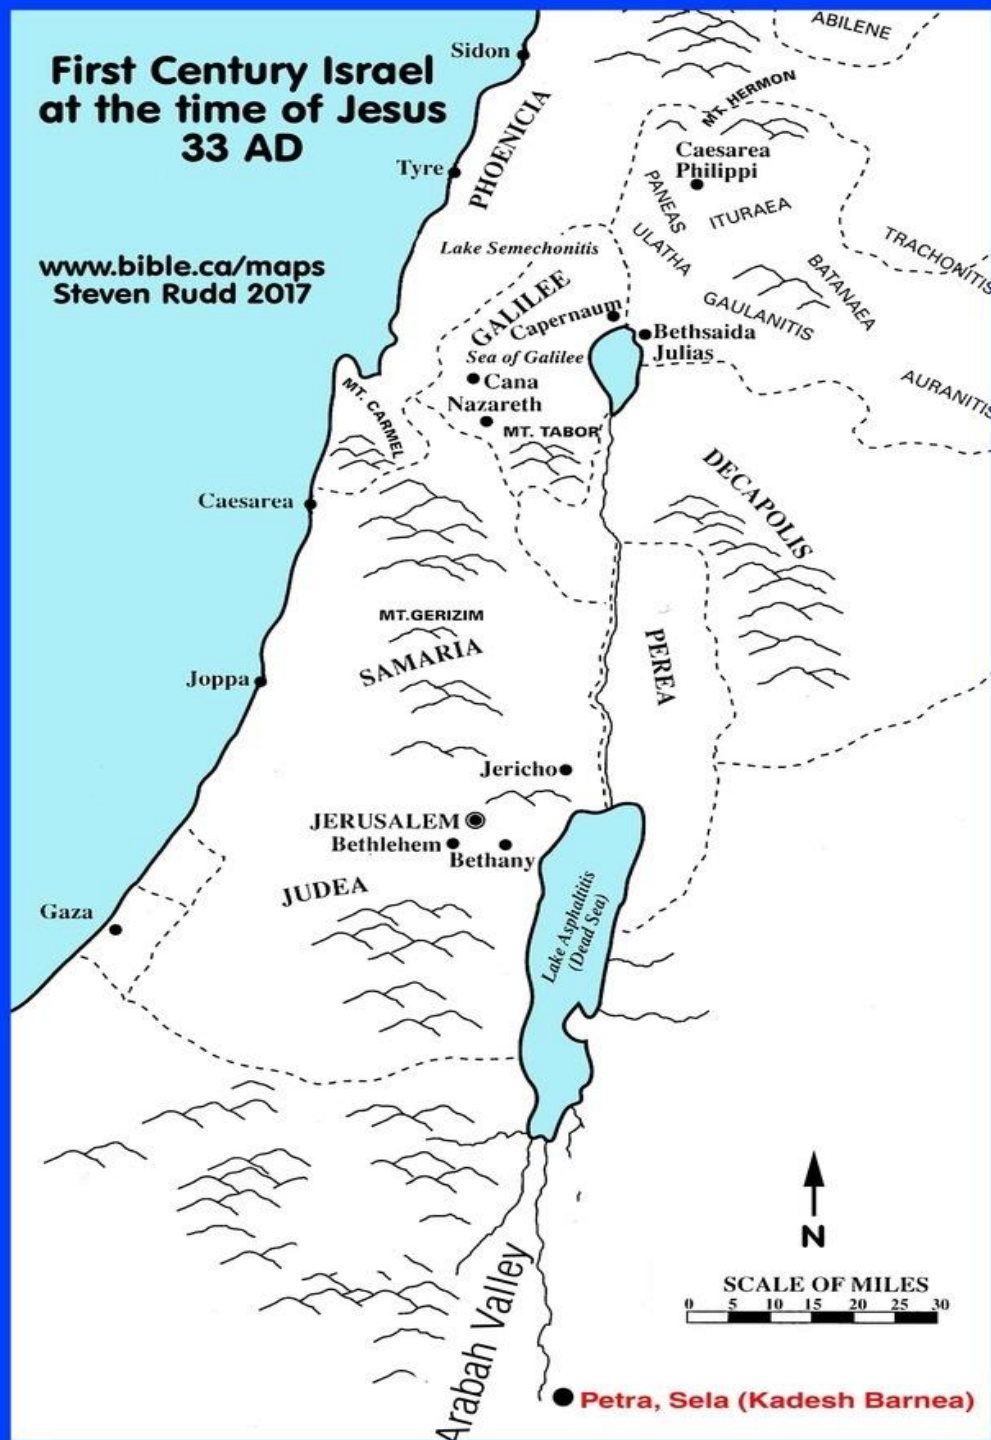 First Century Israel
at the time of Jesus
33 AD
www.bible.ca/maps
Steven Rudd 2017
Sidon
ABILENE
PHOENICIA
MT. HERMON
Caesarea
Philippi
Tyre
PANEAS
ITURAEA
ULATHA
TRACHONITIS
Lake Semechonitis
BATANAEA
GALILEE
GAULANITIS
Capernaum
Bethsaida
Julias
Sea of Galilee
Cana
Nazareth
AURANITIS
MT. CARMEL
MT. TABOR
DECAPOLIS
Caesarea
MT.GERIZIM
SAMARIA
PEREA
Joppa
Jericho
JERUSALEM
Bethlehem
Bethany
JUDEA
Gaza
Lake Asphaltitis
(Dead Sea)
N
Arabah Valley
SCALE OF MILES
0 5 10 15 20 25 30
Petra, Sela (Kadesh Barnea)